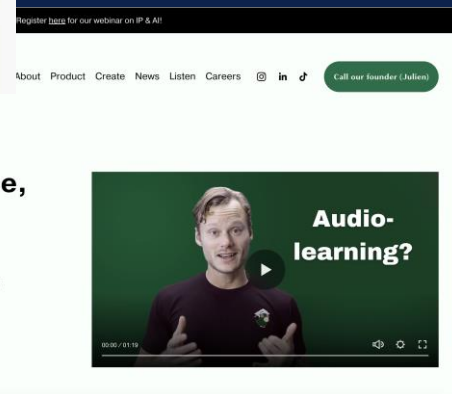 Register here for our webinar on IP & AI!
About Product Create News Listen Careers Call our founder (Julien)
e,
Audio-
learning?
00:00 / 01:19